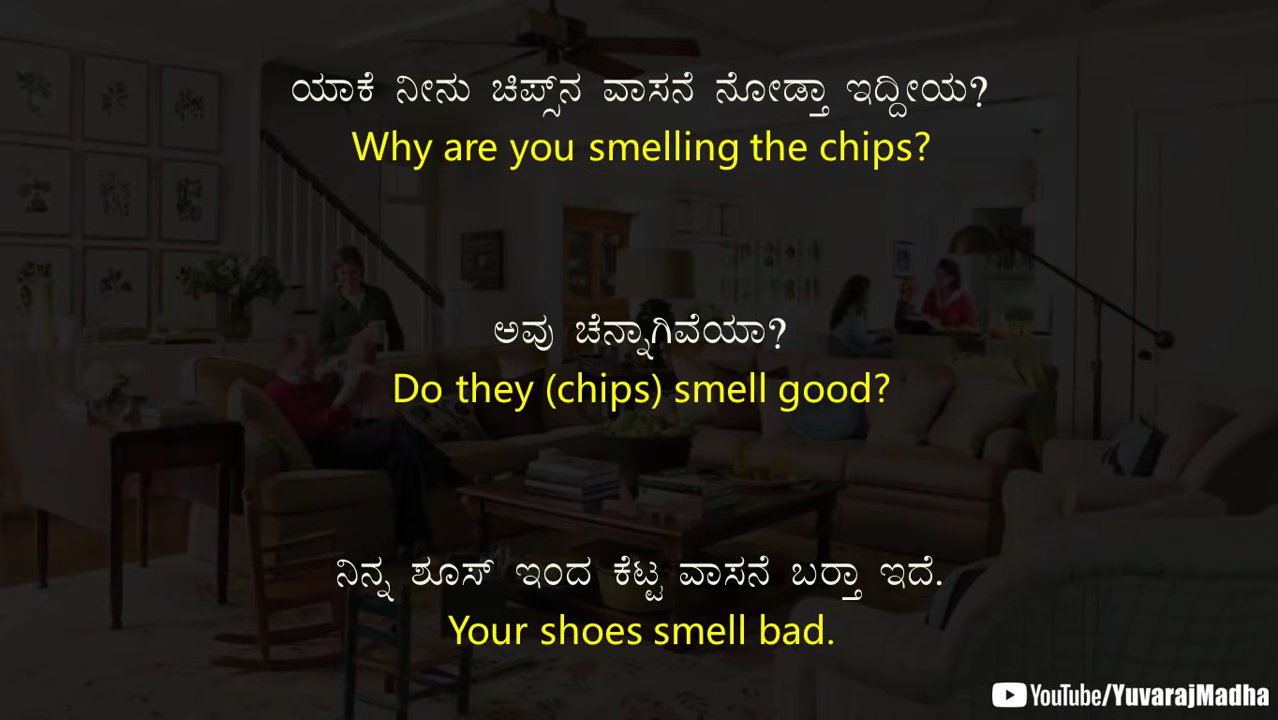 ಯಾಕೆ ನೀನು ಚಿಪ್ಸ್‌ನ ವಾಸನೆ ನೋಡ್ತಾ ಇದ್ದೀಯ?
Why are you smelling the chips?
ಅವು ಚೆನ್ನಾಗಿವೆಯಾ?
Do they (chips) smell good?
ನಿನ್ನ ಶೂಸ್ ಇಂದ ಕೆಟ್ಟ ವಾಸನೆ ಬರ್ತಾ ಇದೆ.
Your shoes smell bad.
YouTube/YuvarajMadha